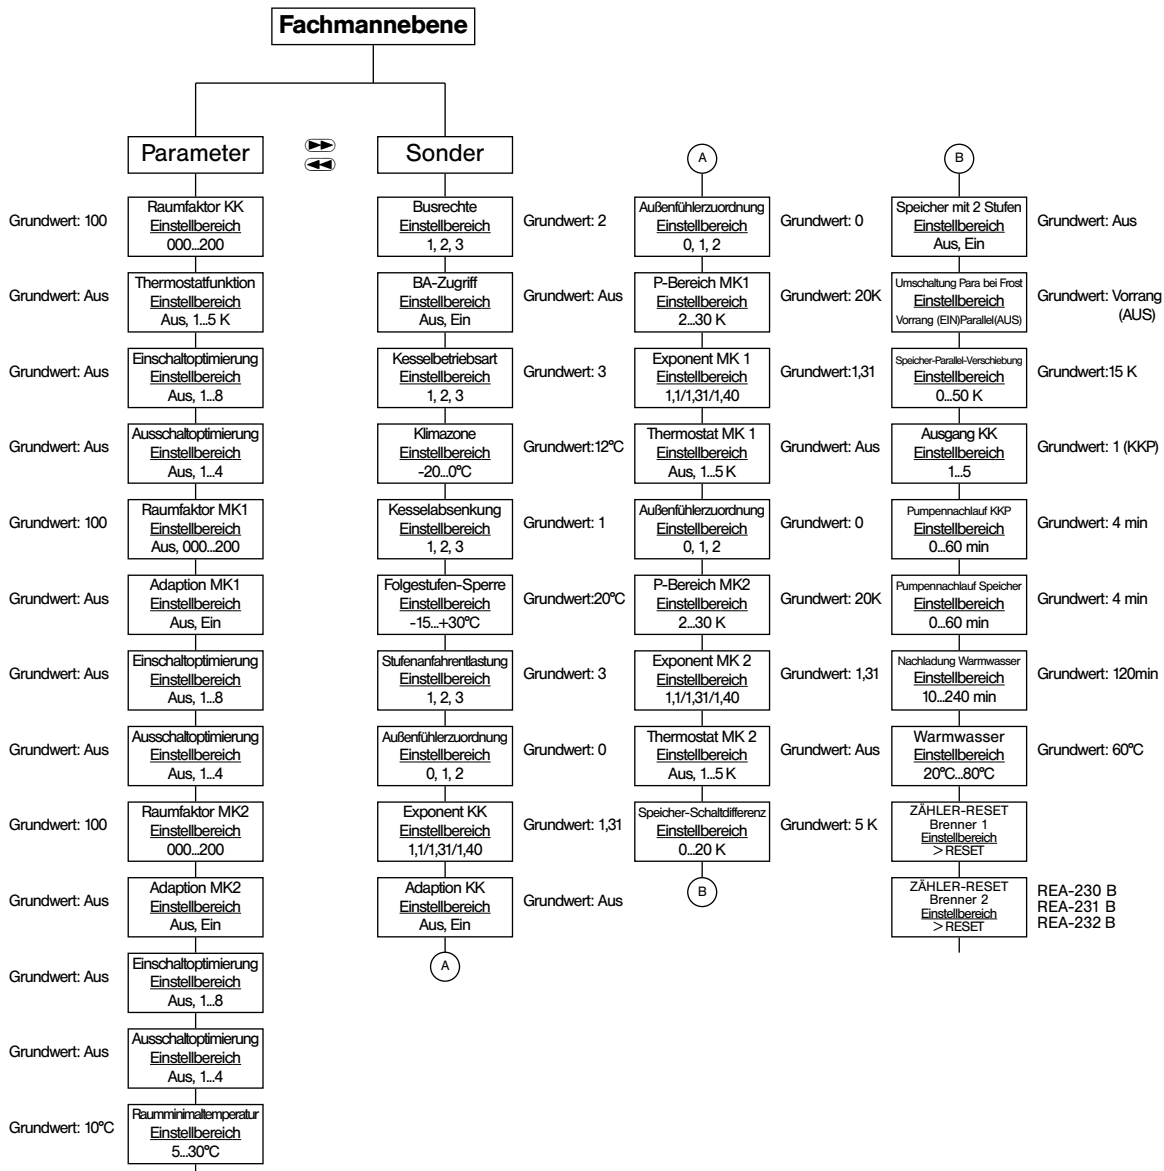 Fachmannebene
Parameter
Grundwert: 100
Raumfaktor KK
Einstellbereich
000...200
Grundwert: Aus
Thermostatfunktion
Einstellbereich
Aus, 1...5 K
Grundwert: Aus
Einschaltoptimierung
Einstellbereich
Aus, 1...8
Grundwert: Aus
Ausschaltoptimierung
Einstellbereich
Aus, 1...4
Grundwert: 100
Raumfaktor MK1
Einstellbereich
Aus, 000...200
Grundwert: Aus
Adaption MK1
Einstellbereich
Aus, Ein
Grundwert: Aus
Einschaltoptimierung
Einstellbereich
Aus, 1...8
Grundwert: Aus
Ausschaltoptimierung
Einstellbereich
Aus, 1...4
Grundwert: 100
Raumfaktor MK2
Einstellbereich
000...200
Grundwert: Aus
Adaption MK2
Einstellbereich
Aus, Ein
Grundwert: Aus
Einschaltoptimierung
Einstellbereich
Aus, 1...8
Grundwert: Aus
Ausschaltoptimierung
Einstellbereich
Aus, 1...4
Grundwert: 10°C
Raumminimaltemperatur
Einstellbereich
5...30°C
Sonder
Busrechte
Einstellbereich
1, 2, 3
Grundwert: 2
BA-Zugriff
Einstellbereich
Aus, Ein
Grundwert: Aus
Kesselbetriebsart
Einstellbereich
1, 2, 3
Grundwert: 3
Klimazone
Einstellbereich
-20...0°C
Grundwert:12°C
Kesselabsenkung
Einstellbereich
1, 2, 3
Grundwert: 1
Folgestufen-Sperre
Einstellbereich
-15...+30°C
Grundwert:20°C
Stufenanfahrentlastung
Einstellbereich
1, 2, 3
Grundwert: 3
Außenfühlerzuordnung
Einstellbereich
0, 1, 2
Grundwert: 0
Exponent KK
Einstellbereich
1,1/1,31/1,40
Grundwert: 1,31
Adaption KK
Einstellbereich
Aus, Ein
Grundwert: Aus
A
A
Außenfühlerzuordnung
Einstellbereich
0, 1, 2
Grundwert: 0
P-Bereich MK1
Einstellbereich
2...30 K
Grundwert: 20K
Exponent MK 1
Einstellbereich
1,1/1,31/1,40
Grundwert:1,31
Thermostat MK 1
Einstellbereich
Aus, 1...5 K
Grundwert: Aus
Außenfühlerzuordnung
Einstellbereich
0, 1, 2
Grundwert: 0
P-Bereich MK2
Einstellbereich
2...30 K
Grundwert: 20K
Exponent MK 2
Einstellbereich
1,1/1,31/1,40
Grundwert: 1,31
Thermostat MK 2
Einstellbereich
Aus, 1...5 K
Grundwert: Aus
Speicher-Schaltdifferenz
Einstellbereich
0...20 K
Grundwert: 5 K
B
B
Speicher mit 2 Stufen
Einstellbereich
Aus, Ein
Grundwert: Aus
Umschaltung Para bei Frost
Einstellbereich
Vorrang (EIN)Parallel(AUS)
Grundwert: Vorrang
(AUS)
Speicher-Parallel-Verschiebung
Einstellbereich
0...50 K
Grundwert:15 K
Ausgang KK
Einstellbereich
1...5
Grundwert: 1 (KKP)
Pumpennachlauf KKP
Einstellbereich
0...60 min
Grundwert: 4 min
Pumpennachlauf Speicher
Einstellbereich
0...60 min
Grundwert: 4 min
Nachladung Warmwasser
Einstellbereich
10...240 min
Grundwert: 120min
Warmwasser
Einstellbereich
20°C...80°C
Grundwert: 60°C
ZÄHLER-RESET
Brenner 1
Einstellbereich
> RESET
ZÄHLER-RESET
Brenner 2
Einstellbereich
> RESET
REA-230 B
REA-231 B
REA-232 B